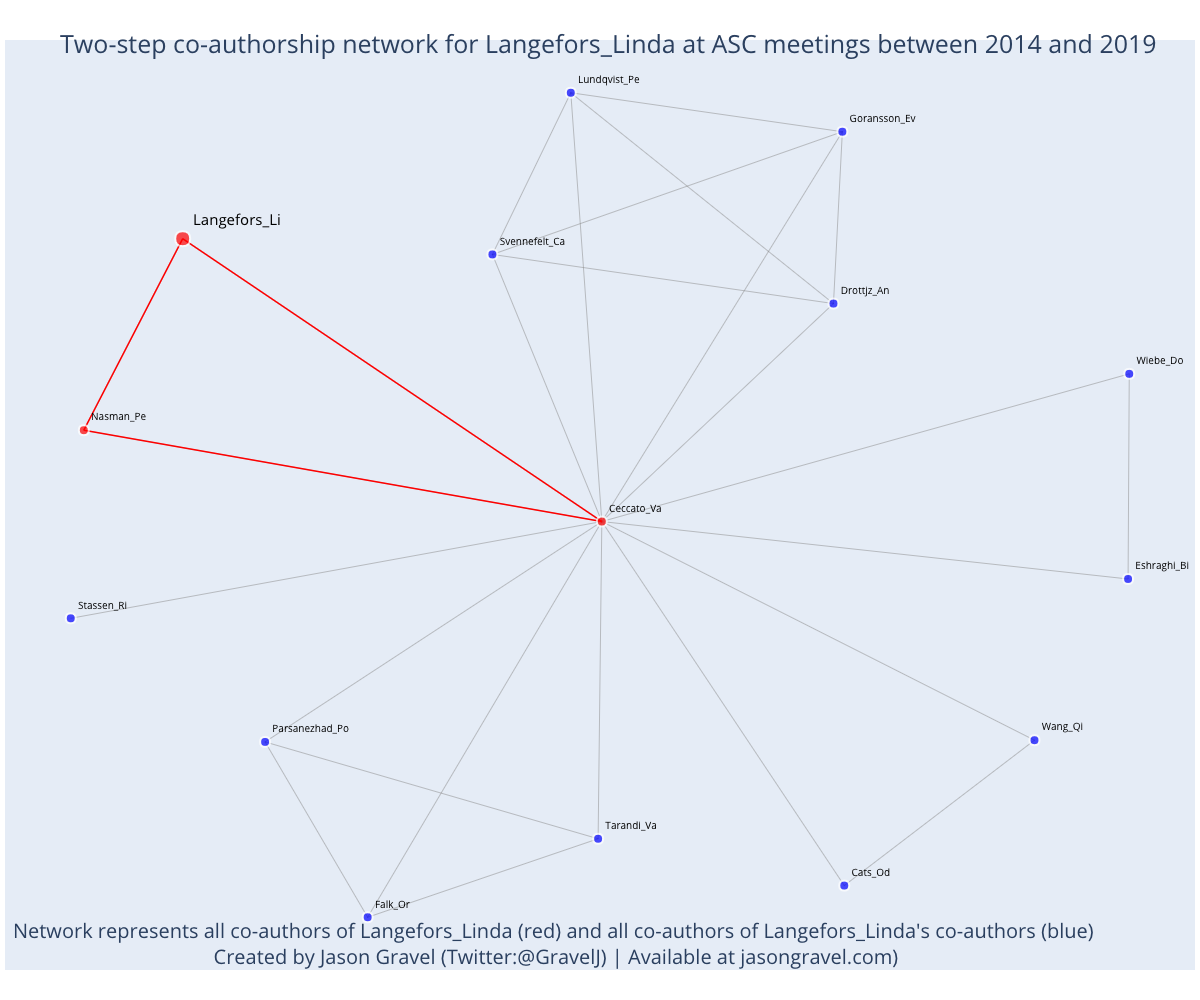 Two-step co-authorship network for Langefors_Linda at ASC meetings between 2014 and 2019
Lundqvist_Pe
Goransson_Ev
Langefors_Li
Svennefelt_Ca
Drottjz_An
Wiebe_Do
Nasman_Pe
Ceccato_Va
Eshraghi_Bi
Stassen_Ri
Parsanezhad_Po
Wang_Qi
Tarandi_Va
Cats_Od
Falk_Or
Network represents all co-authors of Langefors_Linda (red) and all co-authors of Langefors_Linda's co-authors (blue)
Created by Jason Gravel (Twitter:@GravelJ) | Available at jasongravel.com)